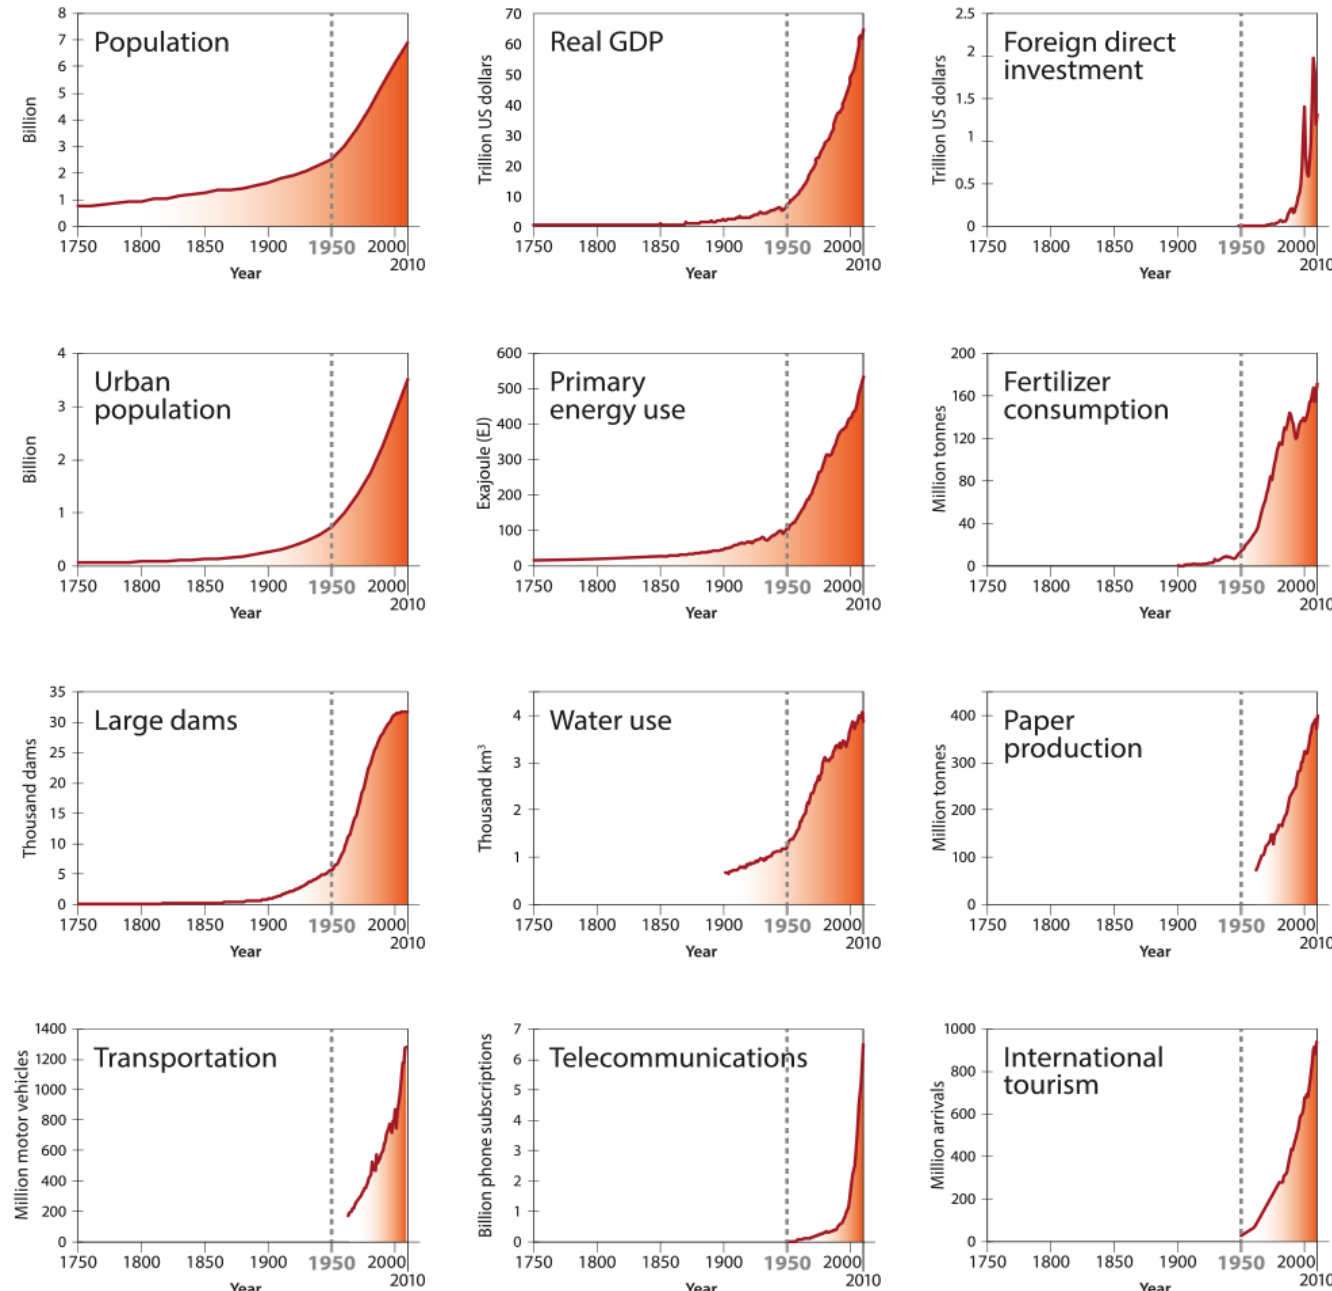 Population
Billion
8
7
6
5
4
3
2
1
0
1750 1800 1850 1900 1950 2000
2010
Year
Real GDP
Trillion US dollars
70
60
50
40
30
20
10
0
1750 1800 1850 1900 1950 2000
2010
Year
Foreign direct
investment
Trillion US dollars
2.5
2
1.5
1
0.5
0
1750 1800 1850 1900 1950 2000
2010
Year
Urban
population
Billion
4
3
2
1
0
1750 1800 1850 1900 1950 2000
2010
Year
Primary
energy use
Exajoule (EJ)
600
500
400
300
200
100
0
1750 1800 1850 1900 1950 2000
2010
Year
Fertilizer
consumption
Million tonnes
200
160
120
80
40
0
1750 1800 1850 1900 1950 2000
2010
Year
Large dams
Thousand dams
35
30
25
20
15
10
5
0
1750 1800 1850 1900 1950 2000
2010
Year
Water use
Thousand km³
4
3
2
1
0
1750 1800 1850 1900 1950 2000
2010
Year
Paper
production
Million tonnes
400
300
200
100
0
1750 1800 1850 1900 1950 2000
2010
Year
Transportation
Million motor vehicles
1400
1200
1000
800
600
400
200
0
1750 1800 1850 1900 1950 2000
2010
Year
Telecommunications
Billion phone subscriptions
7
6
5
4
3
2
1
0
1750 1800 1850 1900 1950 2000
2010
Year
International
tourism
Million arrivals
1000
800
600
400
200
0
1750 1800 1850 1900 1950 2000
2010
Year